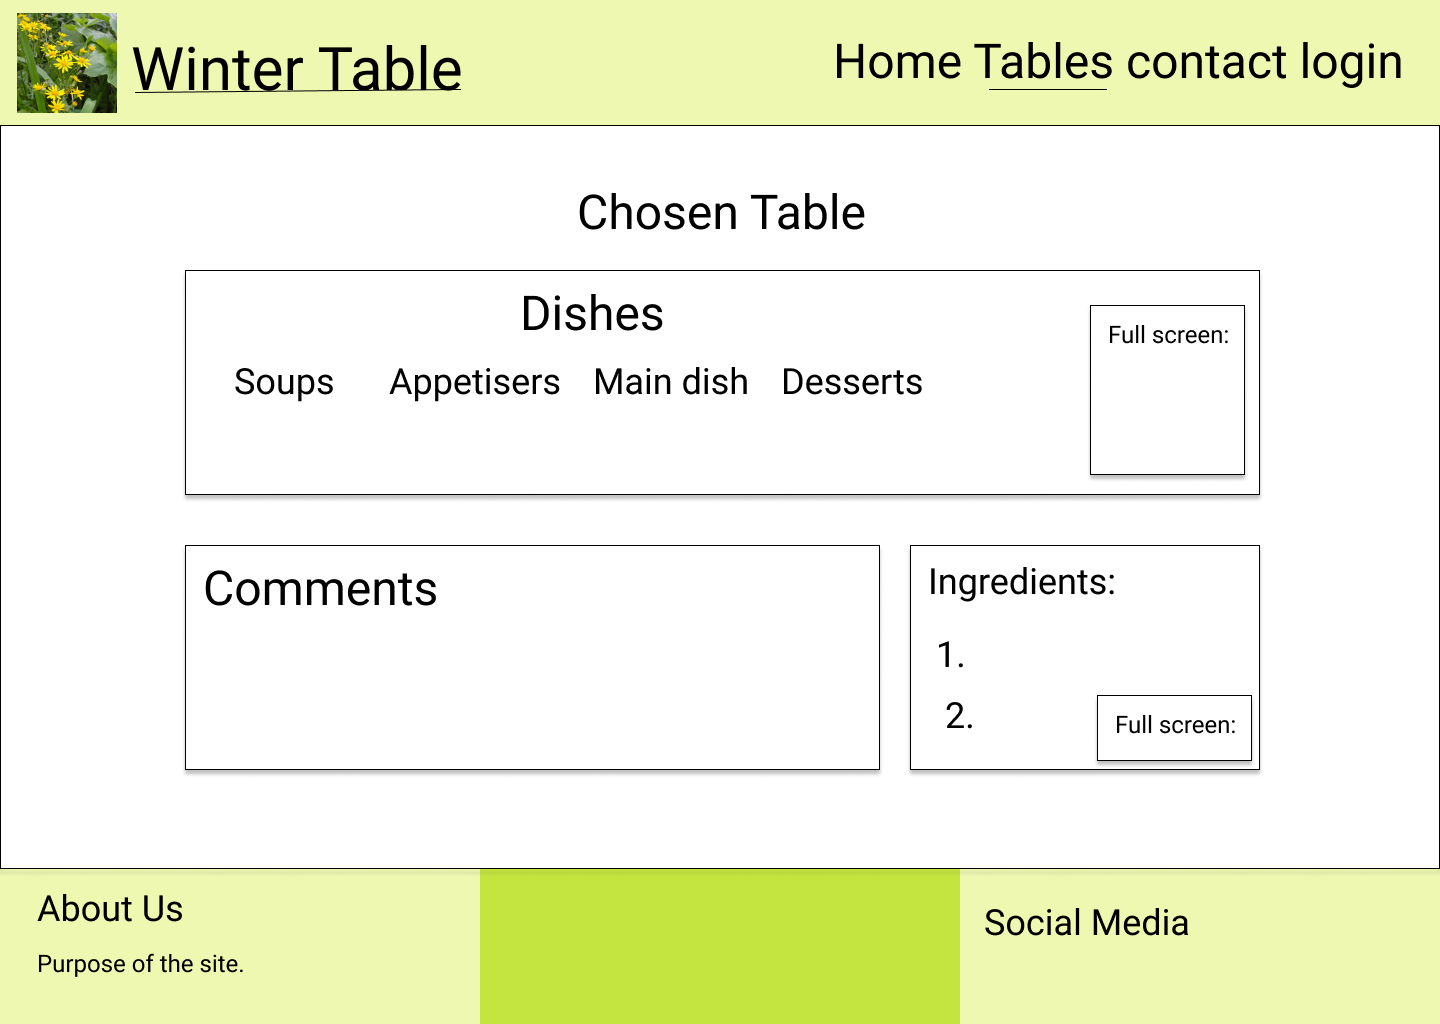 Winter Table
Home Tables contact login
Chosen Table
Dishes
Full screen:
Soups Appetisers Main dish Desserts
Comments
Ingredients:
1.
2.
Full screen:
About Us
Purpose of the site.
Social Media